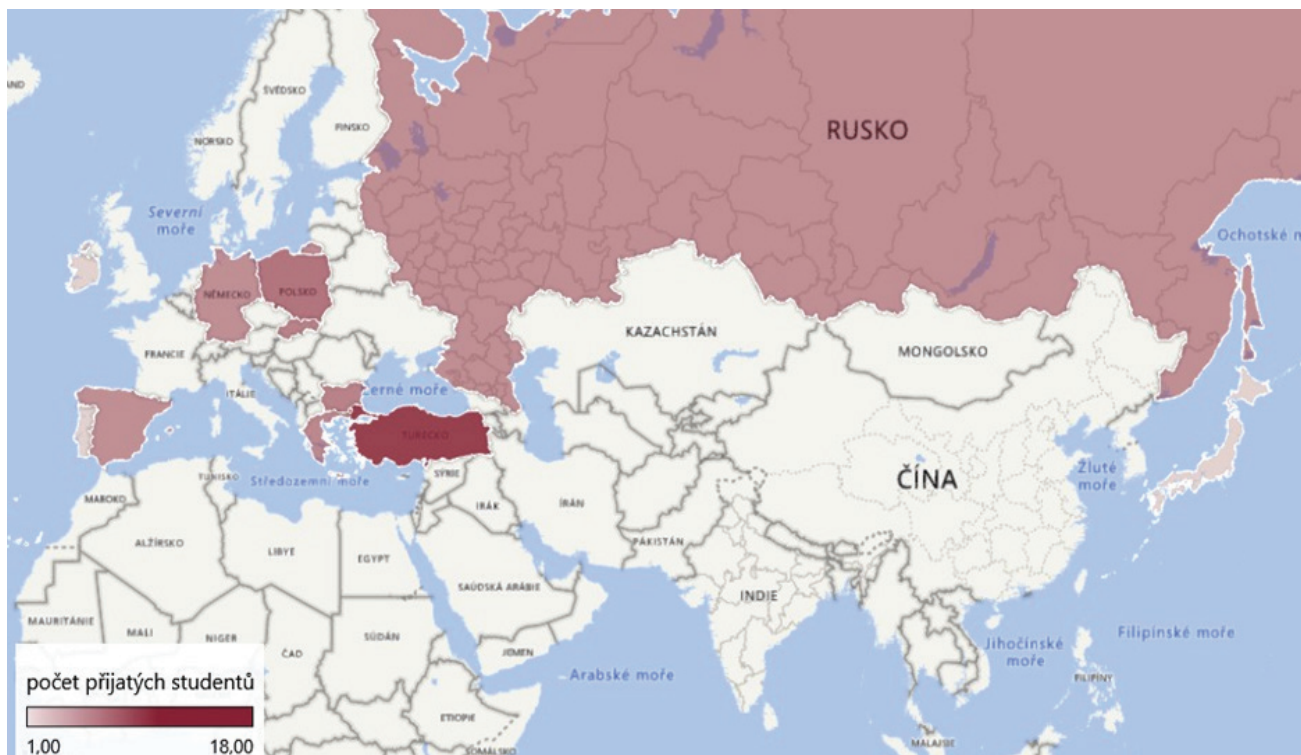 AND
ŠVÉDSKO
FINSKO
NORSKO
RUSKO
Severní
moře
Ochotské m
NĚMECKO
POLSKO
KAZACHSTÁN
MONGOLSKO
FRANCIE
ITÁLIE
Černé moře
TURECKO
TUNISKO
Středozemní moře
SÝRIE
ČÍNA
Žluté
moře
MAROKO
IRÁK
ÍRÁN
ALŽÍRSKO
LIBYE
EGYPT
PÁKISTÁN
SAÚDSKÁ ARÁBIE
INDIE
MAURITÁNIE
MALI
NIGER
ČAD
SÚDÁN
JEMEN
Arabské moře
Jihočínské
moře
Filipínské moře
FILIPÍNY
ETIOPIE
SOMÁLSKO
MALAJSIE
počet přijatých studentů
1,00 18,00